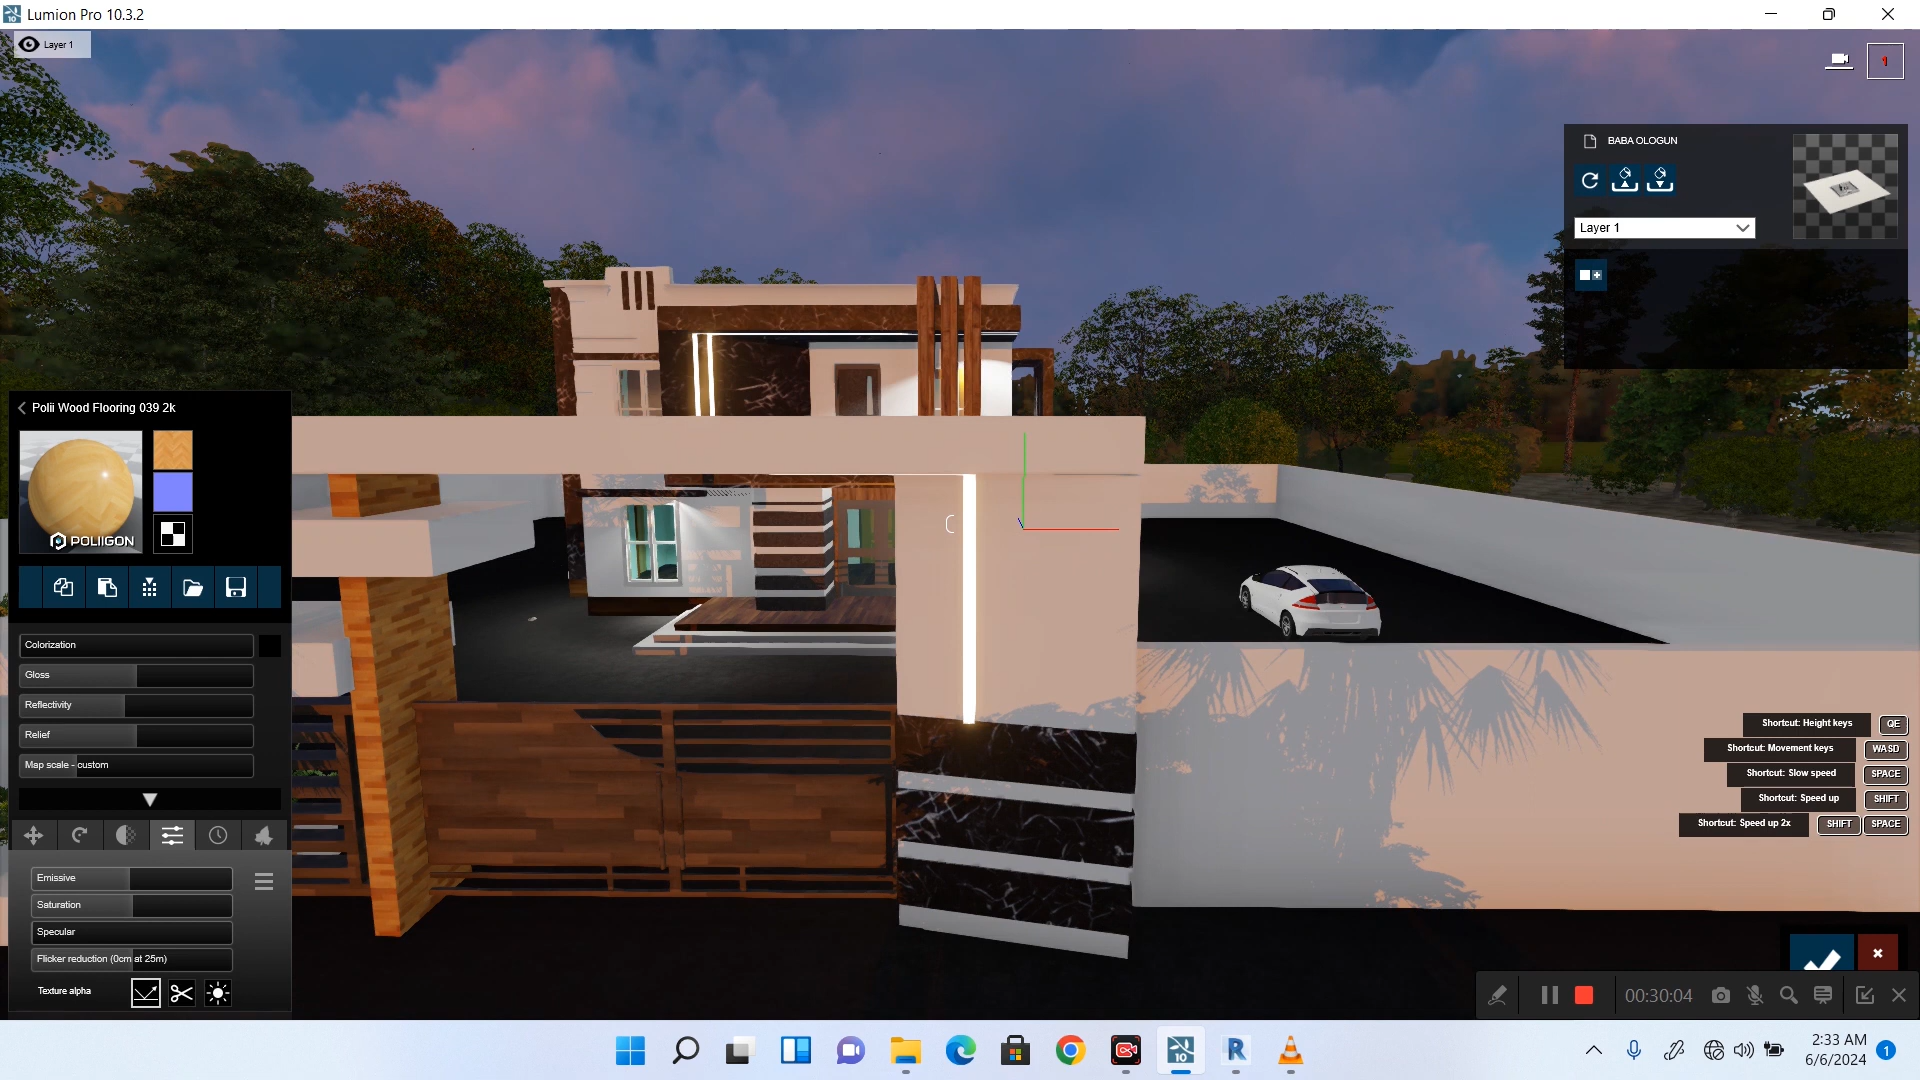 Lumion Pro 10.3.2
Layer 1
1
BABA OLOGUN
Layer 1
Polii Wood Flooring 039 2k
POLIIGON
Colorization
Gloss
Reflectivity
Relief
Map scale - custom
Emissive
Saturation
Specular
Flicker reduction (0cm at 25m)
Texture alpha
Shortcut: Height keys QE
Shortcut: Movement keys WASD
Shortcut: Slow speed SPACE
Shortcut: Speed up SHIFT
Shortcut: Speed up 2x SHIFT SPACE
00:30:04
10
R
2:33 AM
6/6/2024
1